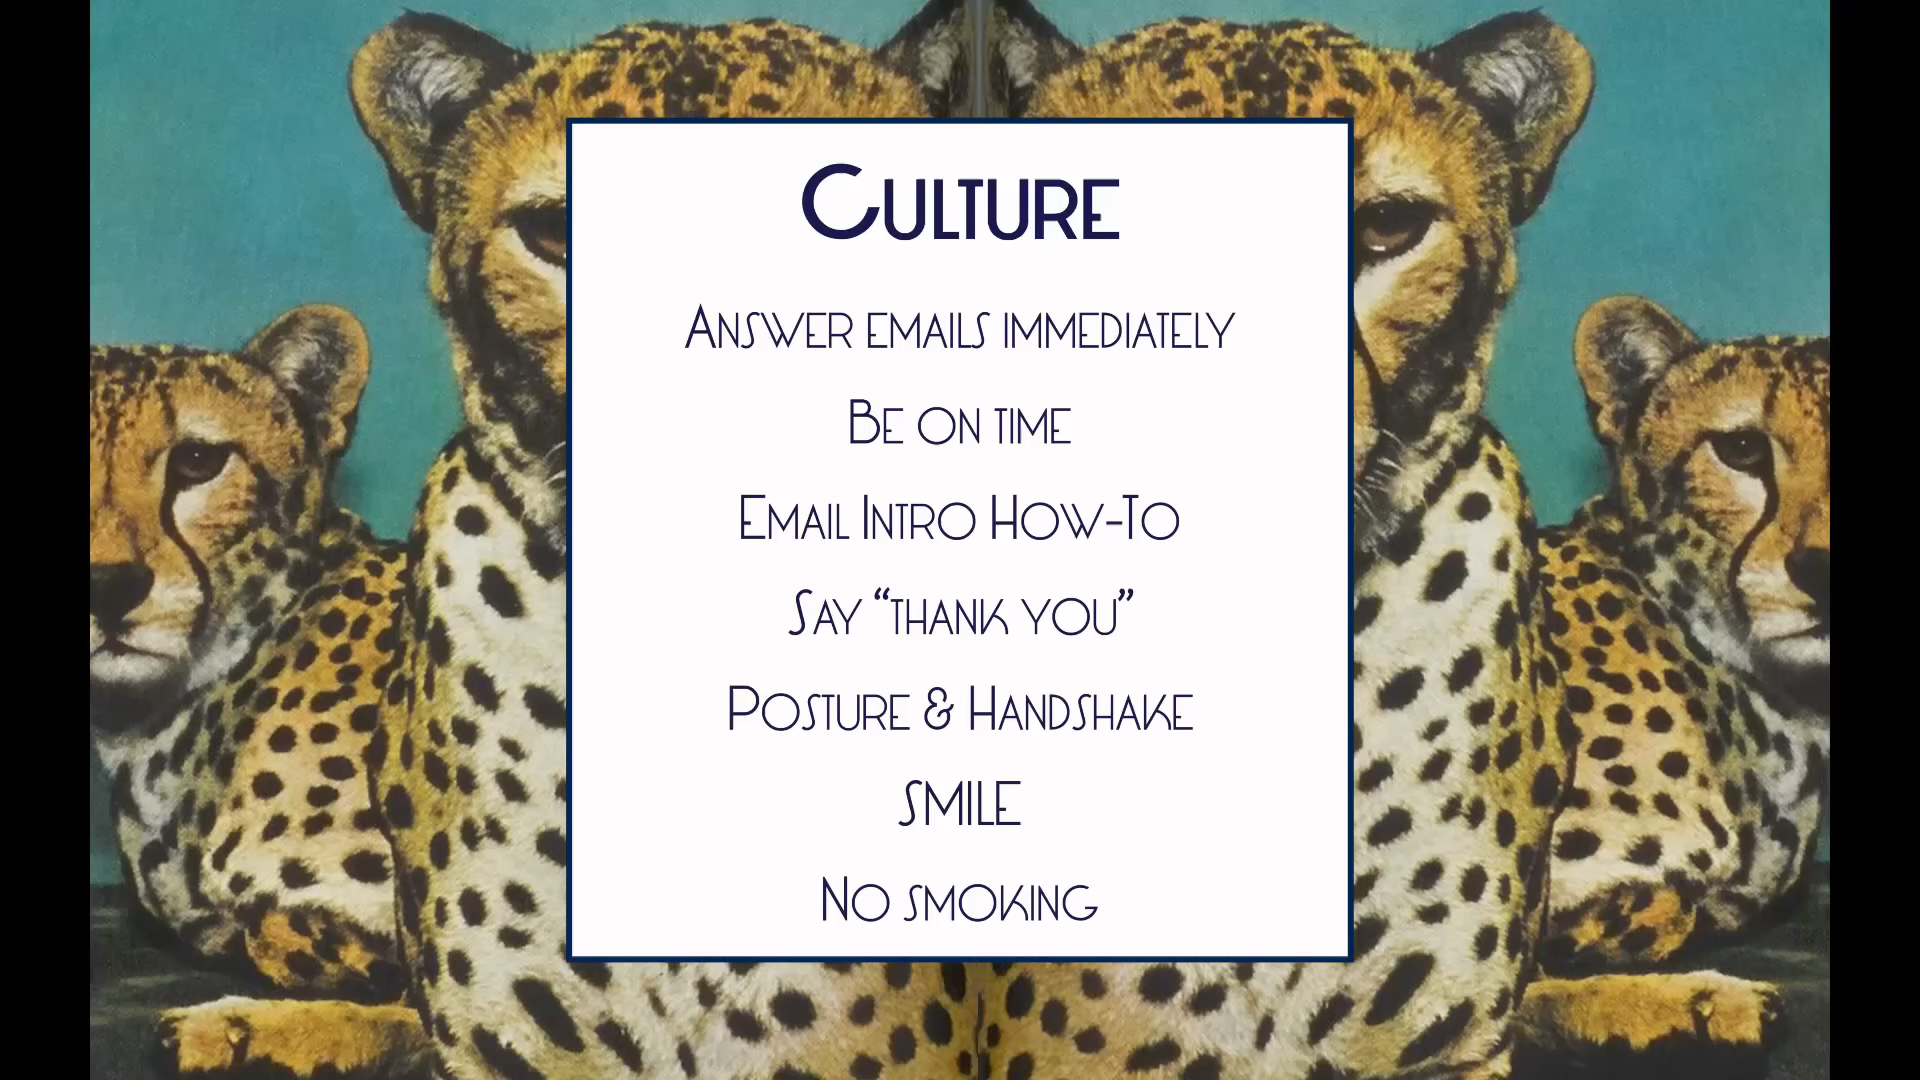 Culture
Answer emails immediately
Be on time
Email Intro How-To
Say “thank you”
Posture & Handshake
SMILE
No smoking